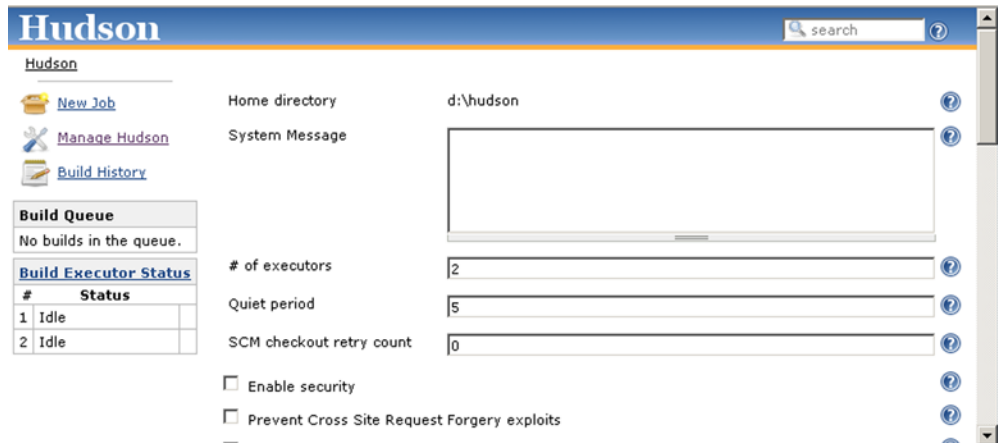 Hudson
search
Hudson
New Job
Manage Hudson
Build History
Build Queue
No builds in the queue.
Build Executor Status
# Status
1 Idle
2 Idle
Home directory d:\hudson
System Message
# of executors 2
Quiet period 5
SCM checkout retry count 0
Enable security
Prevent Cross Site Request Forgery exploits